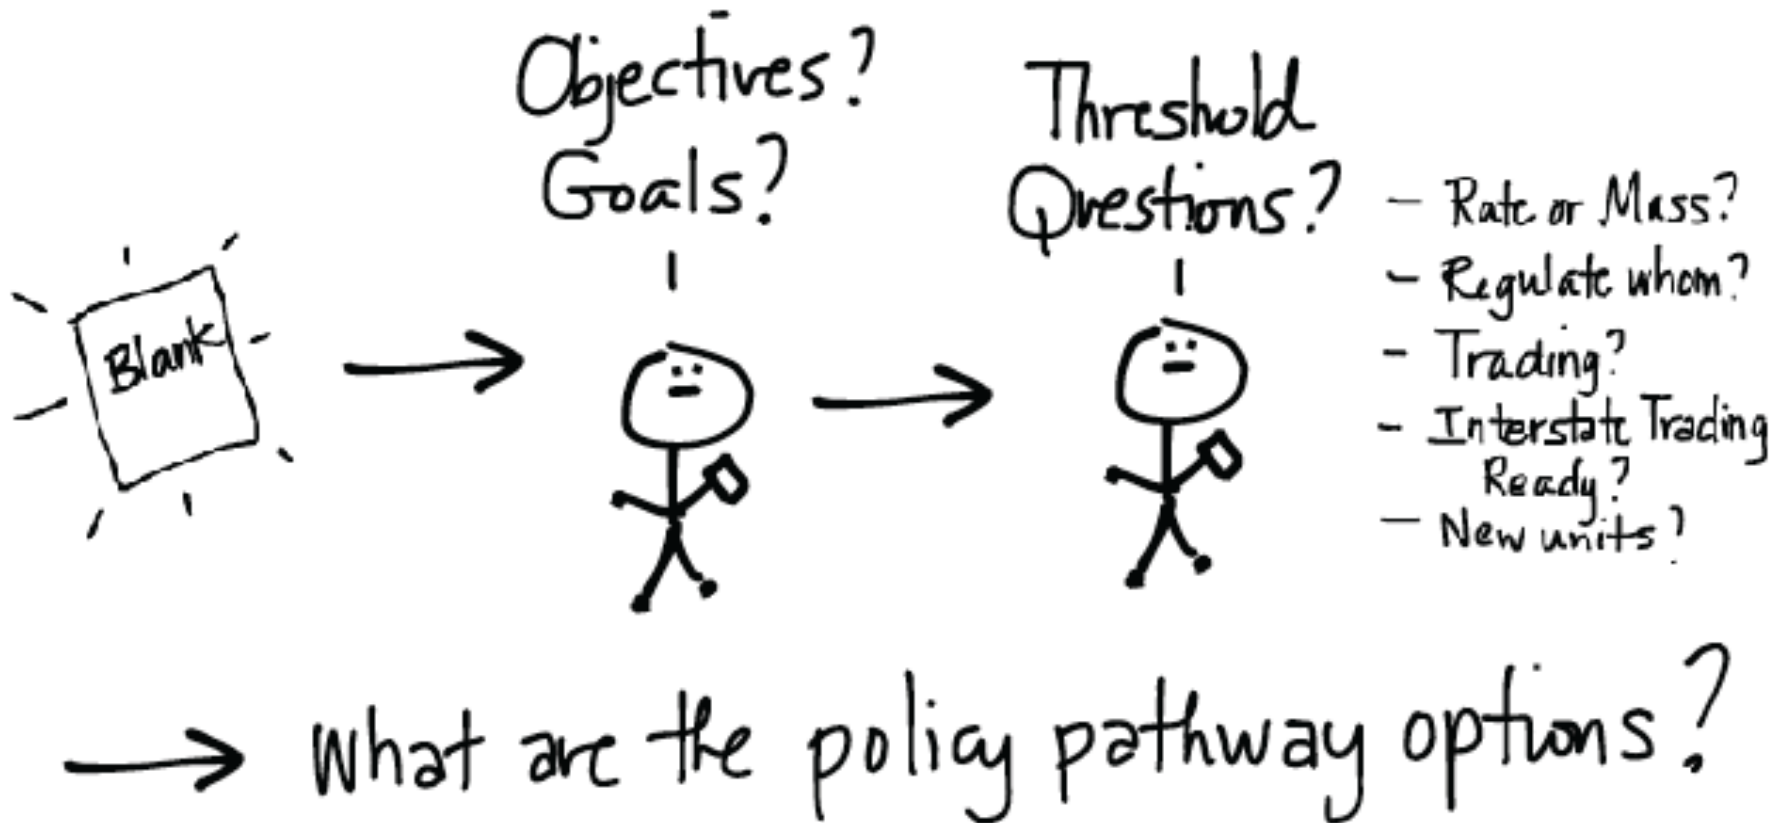 Blank
Objectives?
Goals?
Threshold
Questions?
- Rate or Mass?
- Regulate whom?
- Trading?
- Interstate Trading
Ready?
- New units?
What are the policy pathway options?